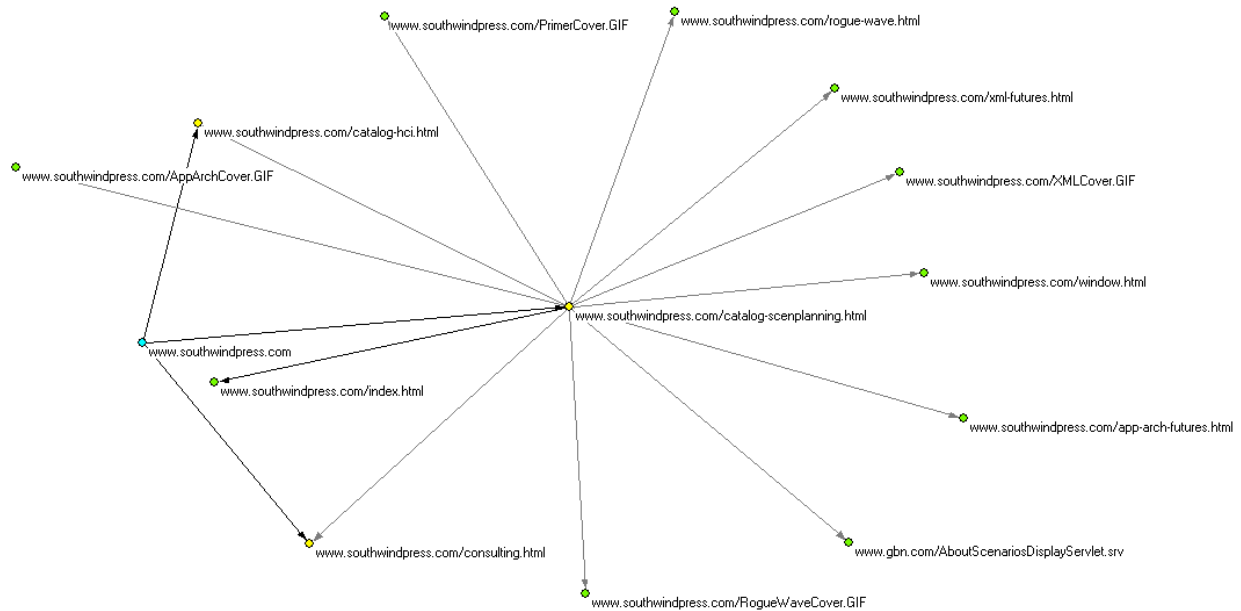 www.southwindpress.com/PrimerCover.GIF
www.southwindpress.com/rogue-wave.html
www.southwindpress.com/xml-futures.html
www.southwindpress.com/catalog-hci.html
www.southwindpress.com/AppArchCover.GIF
www.southwindpress.com/XMLCover.GIF
www.southwindpress.com/window.html
www.southwindpress.com/catalog-scenplanning.html
www.southwindpress.com
www.southwindpress.com/index.html
www.southwindpress.com/app-arch-futures.html
www.southwindpress.com/consulting.html
www.gbn.com/AboutScenariosDisplayServlet.srv
www.southwindpress.com/RogueWaveCover.GIF